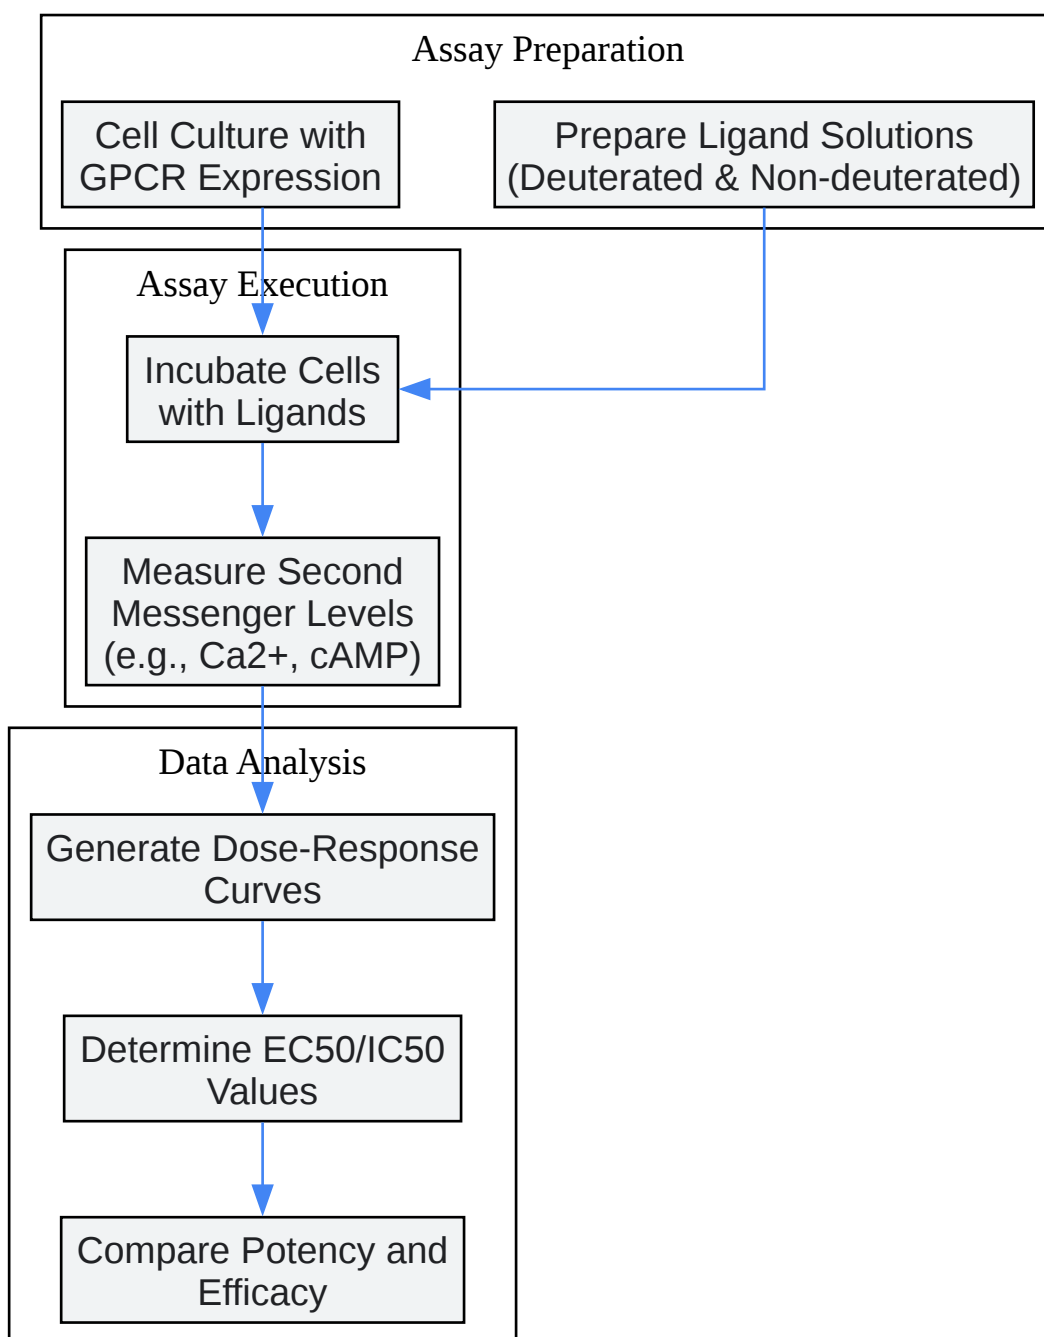 Assay Preparation
Cell Culture with
GPCR Expression
Prepare Ligand Solutions
(Deuterated & Non-deuterated)
Assay Execution
Incubate Cells
with Ligands
Measure Second
Messenger Levels
(e.g., Ca2+, cAMP)
Data Analysis
Generate Dose-Response
Curves
Determine EC50/IC50
Values
Compare Potency and
Efficacy